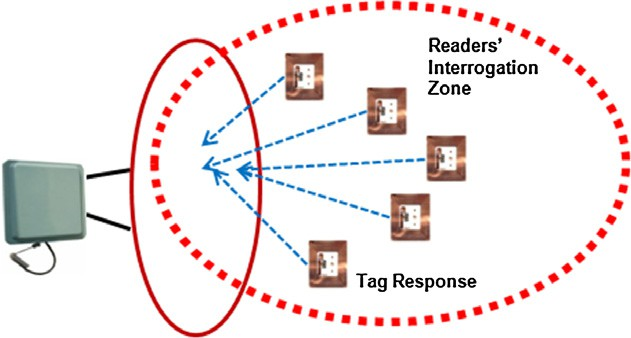 Readers'
Interrogation
Zone
Tag Response